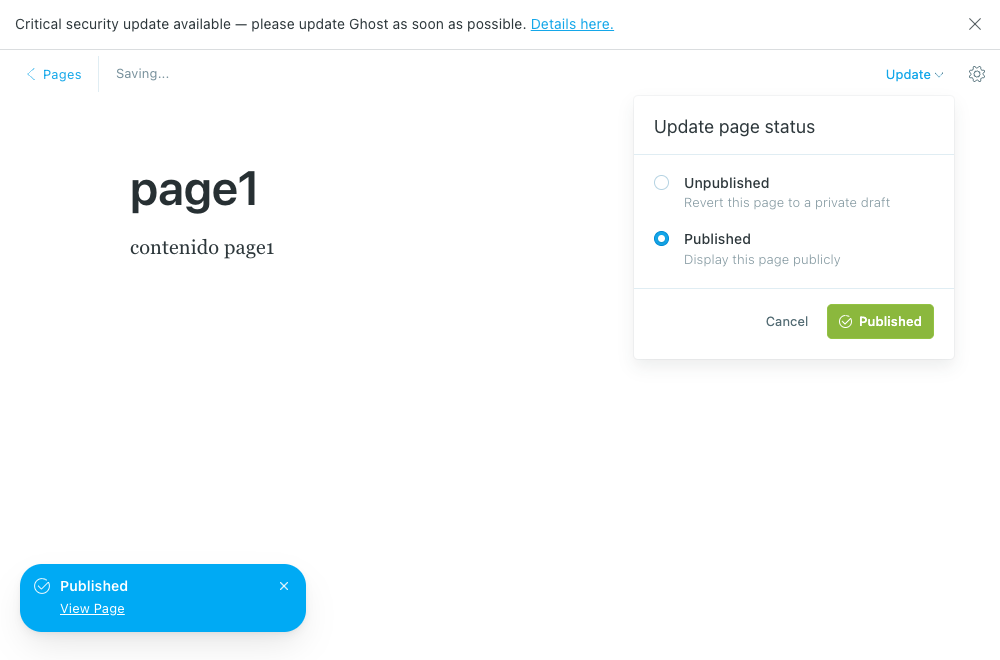 Critical security update available — please update Ghost as soon as possible. Details here.
Pages
Saving...
Update
Update page status
Unpublished
Revert this page to a private draft
Published
Display this page publicly
Cancel
Published
page1
contenido page1
Published
View Page